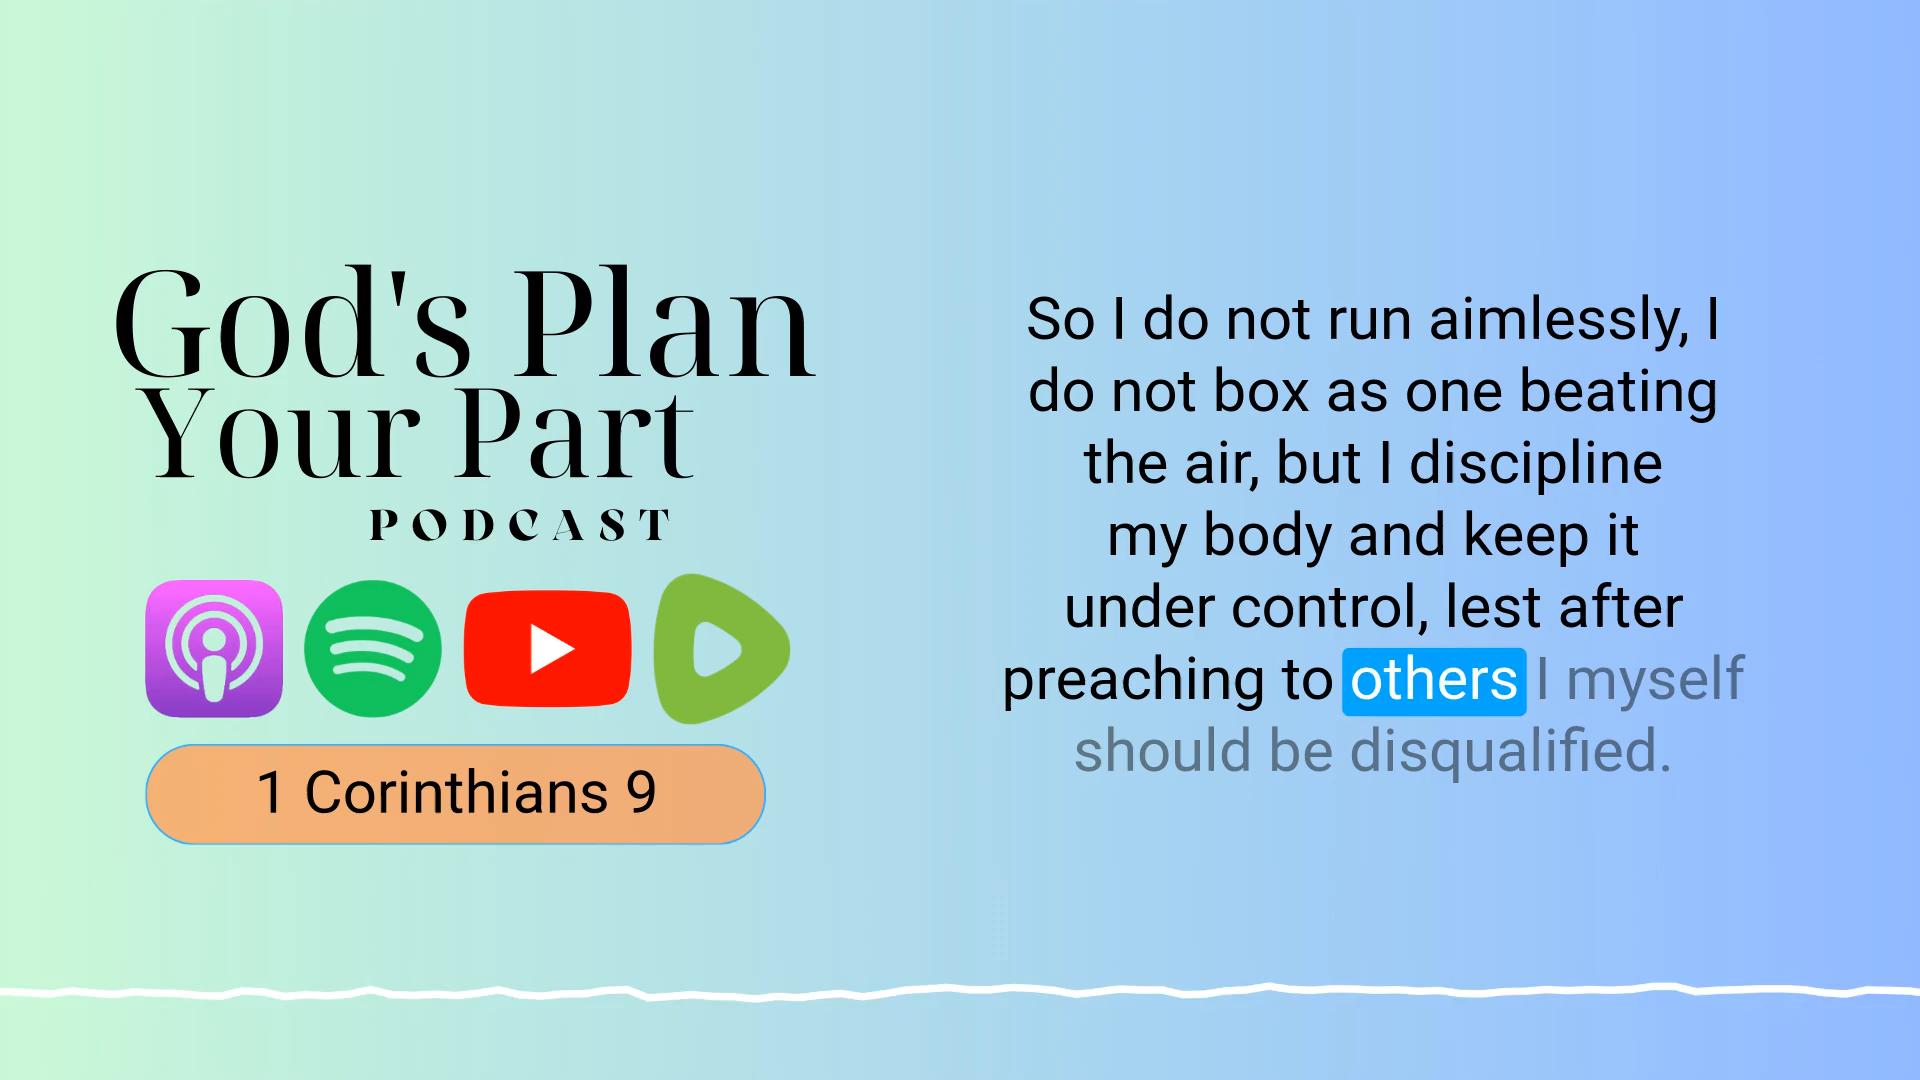 God's Plan
Your Part
PODCAST
1 Corinthians 9
So I do not run aimlessly, I
do not box as one beating
the air, but I discipline
my body and keep it
under control, lest after
preaching to others I myself
should be disqualified.